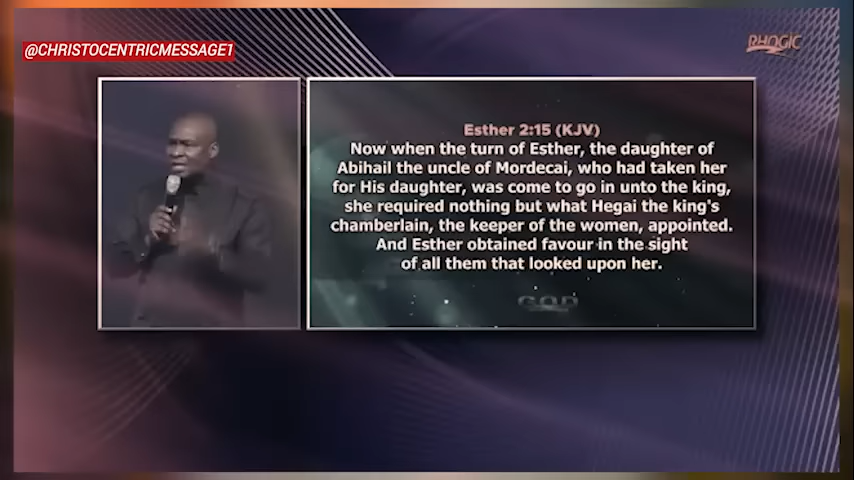 @CHRISTOCENTRICMESSAGE1
RHOGIC
Esther 2:15 (KJV)
Now when the turn of Esther, the daughter of
Abihail the uncle of Mordecai, who had taken her
for His daughter, was come to go in unto the king,
she required nothing but what Hegai the king's
chamberlain, the keeper of the women, appointed.
And Esther obtained favour in the sight
of all them that looked upon her.
GOD